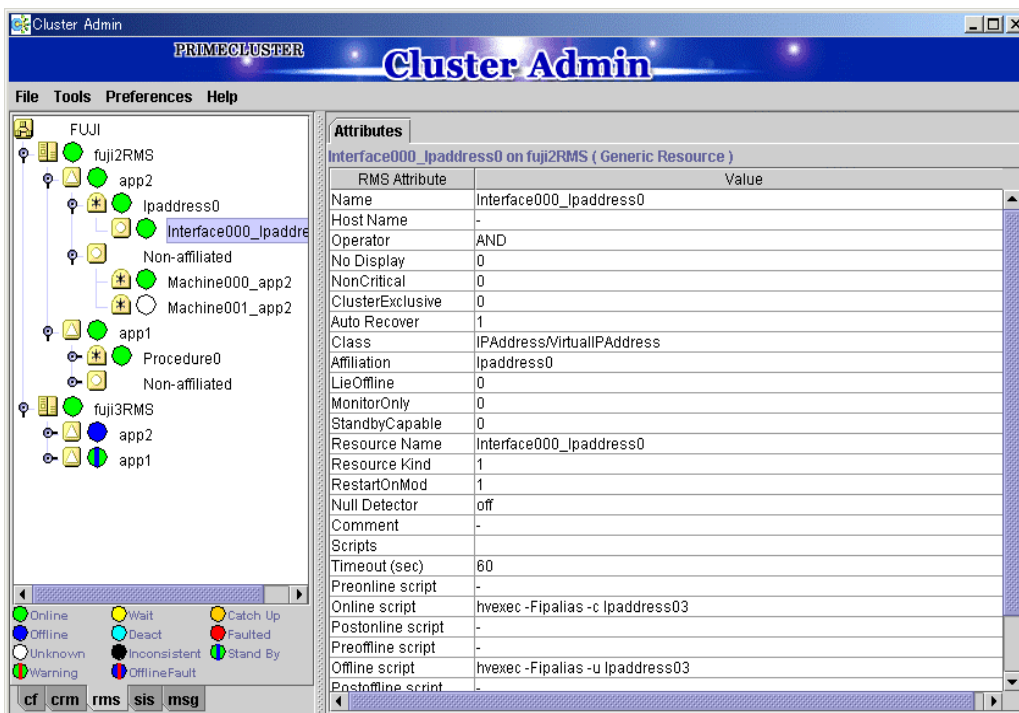 Cluster Admin
PRIMECLUSTER
Cluster Admin
File Tools Preferences Help
FUJI
fuji2RMS
app2
Ipaddress0
Interface000_Ipaddre
Non-affiliated
Machine000_app2
Machine001_app2
app1
Procedure0
Non-affiliated
fuji3RMS
app2
app1
Online Wait Catch Up
Offline Deact Faulted
Unknown Inconsistent Stand By
Warning OfflineFault
cf crm rms sis msg
Attributes
Interface000_Ipaddress0 on fuji2RMS ( Generic Resource )
RMS Attribute Value
Name Interface000_Ipaddress0
Host Name -
Operator AND
No Display 0
NonCritical 0
ClusterExclusive 0
Auto Recover 1
Class IPAddress/VirtualIPAddress
Affiliation Ipaddress0
LieOffline 0
MonitorOnly 0
StandbyCapable 0
Resource Name Interface000_Ipaddress0
Resource Kind 1
RestartOnMod 1
Null Detector off
Comment -
Scripts
Timeout (sec) 60
Preonline script -
Online script hvexec -Fipalias -c Ipaddress03
Postonline script -
Preoffline script -
Offline script hvexec -Fipalias -u Ipaddress03
Postoffline script -